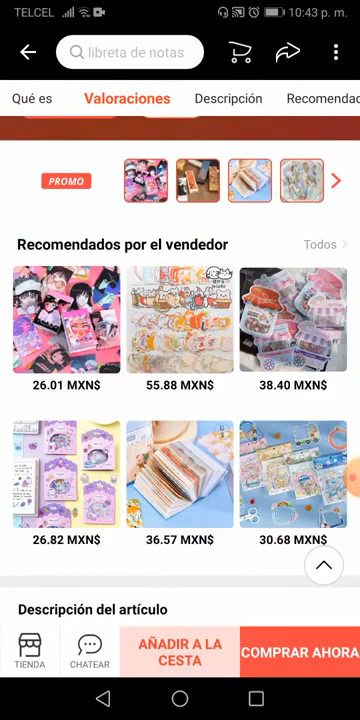 TELCEL 10:43 p. m.
libreta de notas
Qué es Valoraciones Descripción Recomendad
PROMO
Recomendados por el vendedor Todos
26.01 MXN$ 55.88 MXN$ 38.40 MXN$
26.82 MXN$ 36.57 MXN$ 30.68 MXN$
Descripción del artículo
TIENDA CHATEAR AÑADIR A LA CESTA COMPRAR AHORA